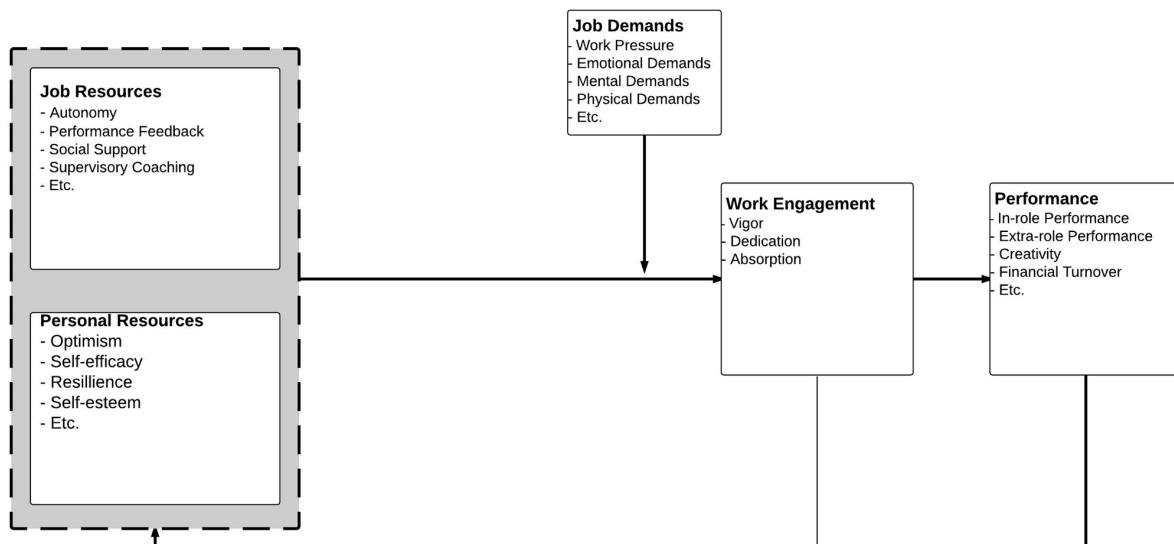 Job Demands
- Work Pressure
- Emotional Demands
- Mental Demands
- Physical Demands
- Etc.
Job Resources
- Autonomy
- Performance Feedback
- Social Support
- Supervisory Coaching
- Etc.
Personal Resources
- Optimism
- Self-efficacy
- Resillience
- Self-esteem
- Etc.
Work Engagement
- Vigor
- Dedication
- Absorption
Performance
- In-role Performance
- Extra-role Performance
- Creativity
- Financial Turnover
- Etc.